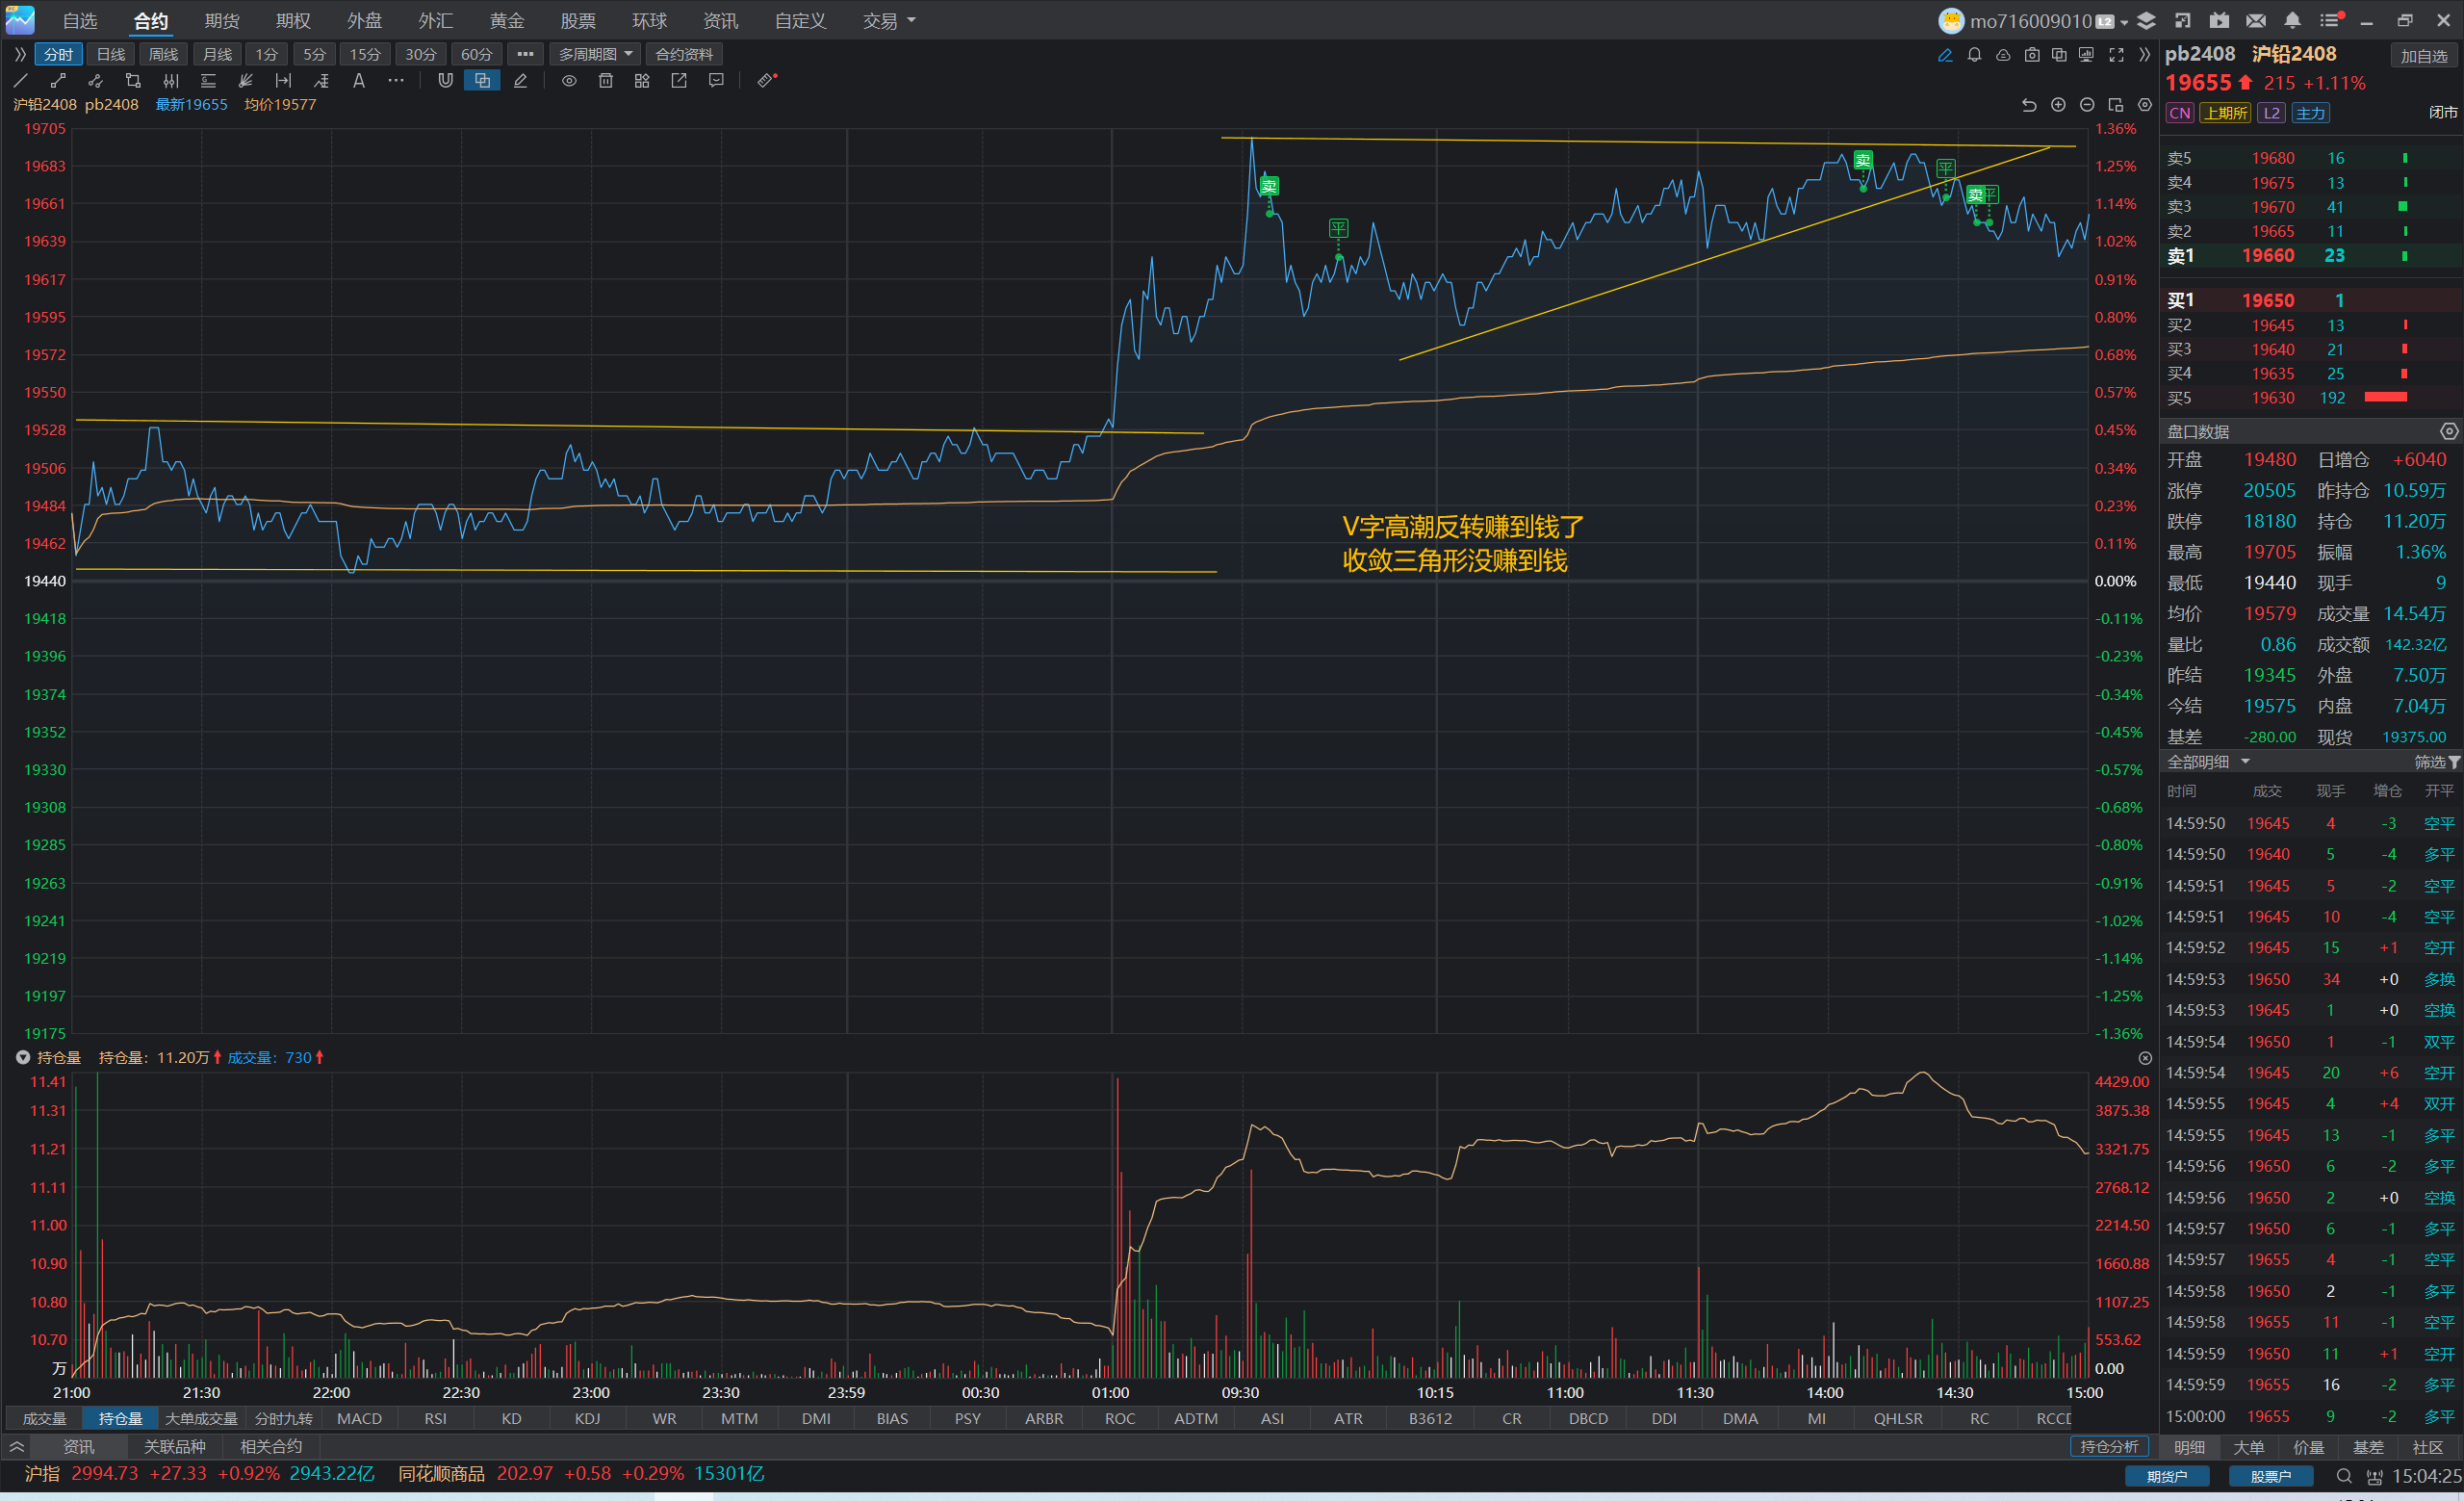 自选 合约 期货 期权 外盘 外汇 黄金 股票 环球 资讯 自定义 交易 mo716009010 L2
分时 日线 周线 月线 1分 5分 15分 30分 60分 ••• 多周期图 合约资料
沪铅2408 pb2408 最新19655 均价19577
19705 1.36%
19683 1.25%
19661 1.14%
19639 1.02%
19617 0.91%
19595 0.80%
19572 0.68%
19550 0.57%
19528 0.45%
19506 0.34%
19484 0.23%
19462 0.11%
19440 0.00%
19418 -0.11%
19396 -0.23%
19374 -0.34%
19352 -0.45%
19330 -0.57%
19308 -0.68%
19285 -0.80%
19263 -0.91%
19241 -1.02%
19219 -1.14%
19197 -1.25%
19175 -1.36%
卖 平 卖 平 卖 平
V字高潮反转赚到钱了
收敛三角形没赚到钱
持仓量 持仓量: 11.20万 成交量: 730
11.41 4429.00
11.31 3875.38
11.21 3321.75
11.11 2768.12
11.00 2214.50
10.90 1660.88
10.80 1107.25
10.70 553.62
万 0.00
21:00 21:30 22:00 22:30 23:00 23:30 23:59 00:30 01:00 09:30 10:15 11:00 11:30 14:00 14:30 15:00
成交量 持仓量 大单成交量 分时九转 MACD RSI KD KDJ WR MTM DMI BIAS PSY ARBR ROC ADTM ASI ATR B3612 CR DBCD DDI DMA MI QHLSR RC RCCD
资讯 关联品种 相关合约 持仓分析
沪指 2994.73 +27.33 +0.92% 2943.22亿 同花顺商品 202.97 +0.58 +0.29% 15301亿
pb2408 沪铅2408 加自选
19655 215 +1.11%
CN 上期所 L2 主力 闭市
卖5 19680 16
卖4 19675 13
卖3 19670 41
卖2 19665 11
卖1 19660 23
买1 19650 1
买2 19645 13
买3 19640 21
买4 19635 25
买5 19630 192
盘口数据
开盘 19480 日增仓 +6040
涨停 20505 昨持仓 10.59万
跌停 18180 持仓 11.20万
最高 19705 振幅 1.36%
最低 19440 现手 9
均价 19579 成交量 14.54万
量比 0.86 成交额 142.32亿
昨结 19345 外盘 7.50万
今结 19575 内盘 7.04万
基差 -280.00 现货 19375.00
全部明细 筛选
时间 成交 现手 增仓 开平
14:59:50 19645 4 -3 空平
14:59:50 19640 5 -4 多平
14:59:51 19645 5 -2 空平
14:59:51 19645 10 -4 空平
14:59:52 19645 15 +1 空开
14:59:53 19650 34 +0 多换
14:59:53 19645 1 +0 空换
14:59:54 19650 1 -1 双平
14:59:54 19645 20 +6 空开
14:59:55 19645 4 +4 双开
14:59:55 19645 13 -1 多平
14:59:56 19650 6 -2 多平
14:59:56 19650 2 +0 空换
14:59:57 19650 6 -1 多平
14:59:57 19655 4 -1 空平
14:59:58 19650 2 -1 多平
14:59:58 19655 11 -1 空平
14:59:59 19650 11 +1 空开
14:59:59 19655 16 -2 多平
15:00:00 19655 9 -2 多平
明细 大单 价量 基差 社区
期货户 股票户 15:04:25